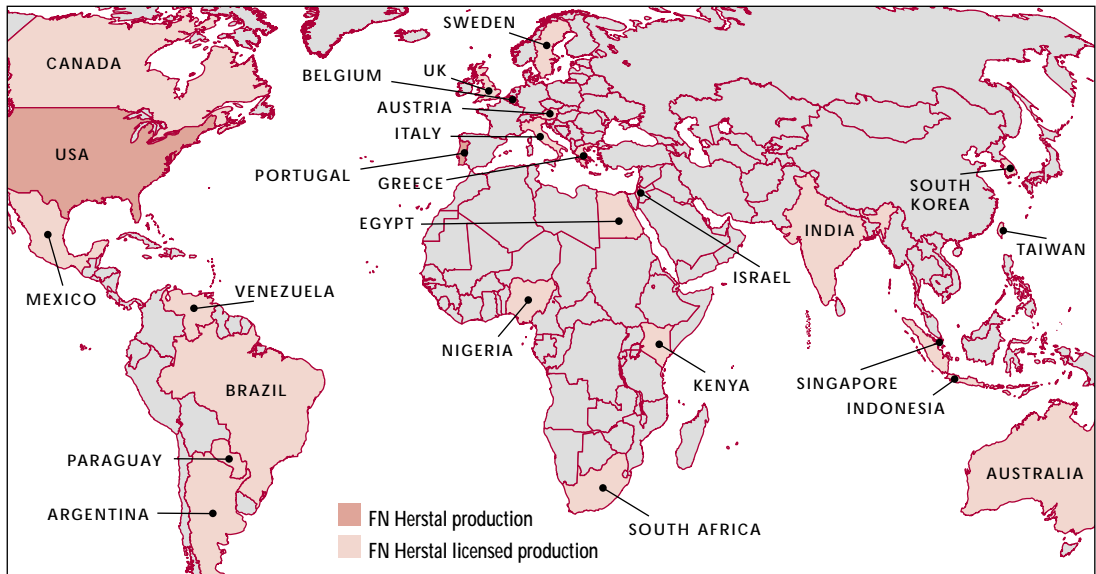 SWEDEN
CANADA
UK
BELGIUM
AUSTRIA
ITALY
USA
PORTUGAL
GREECE
SOUTH
KOREA
EGYPT
INDIA
TAIWAN
ISRAEL
MEXICO
VENEZUELA
NIGERIA
KENYA
SINGAPORE
BRAZIL
INDONESIA
PARAGUAY
AUSTRALIA
ARGENTINA
SOUTH AFRICA
FN Herstal production
FN Herstal licensed production